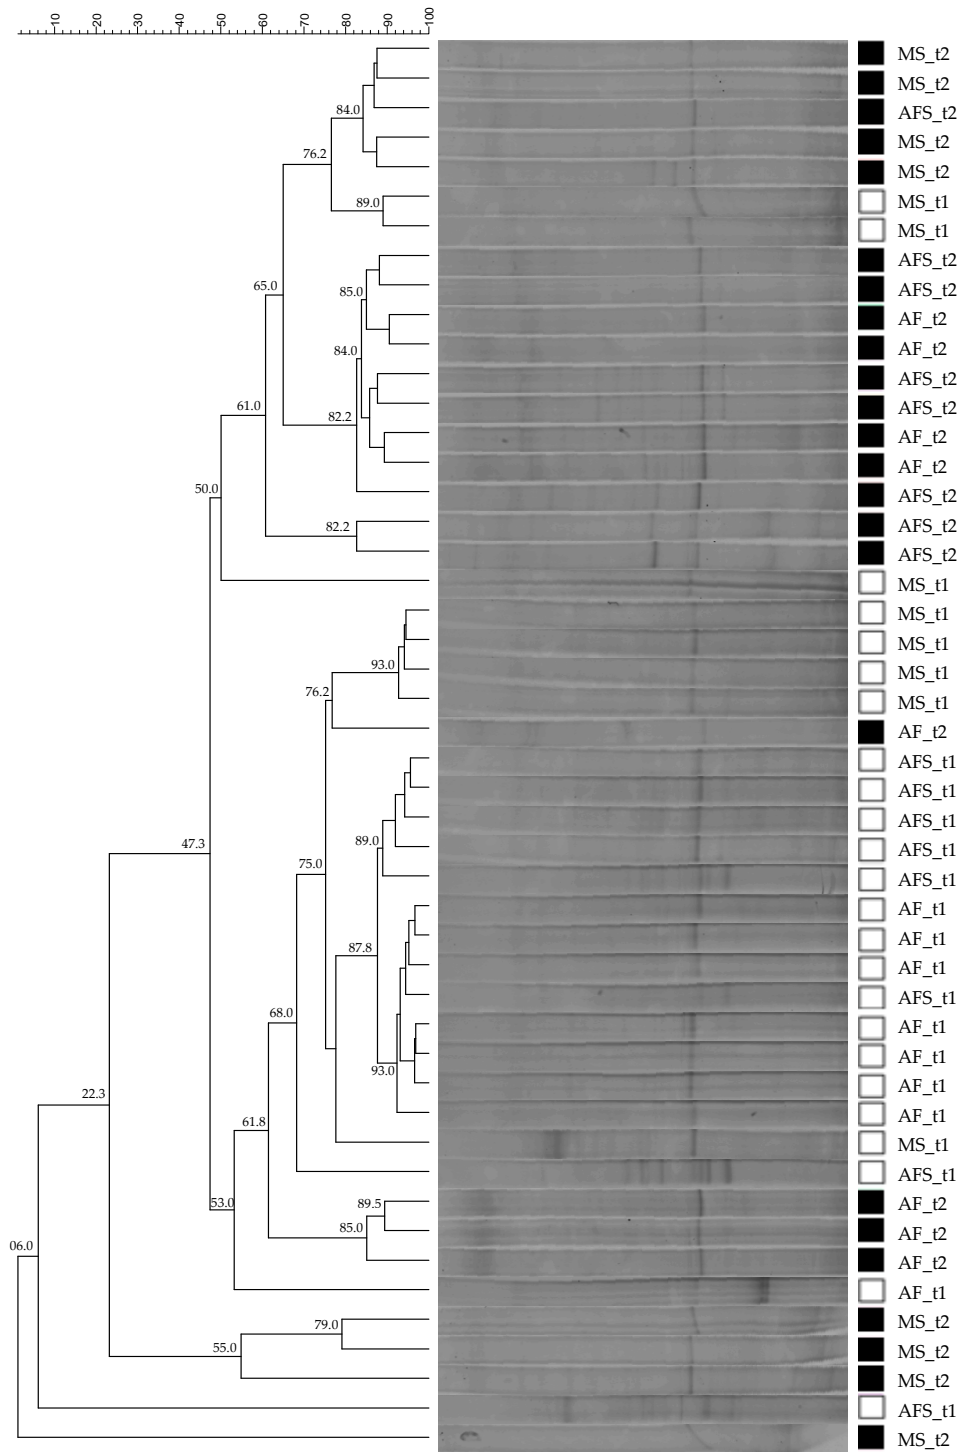 10 20 30 40 50 60 70 80 90 100
MS_t2
MS_t2
AFS_t2
84.0 MS_t2
76.2 MS_t2
89.0 MS_t1
MS_t1
AFS_t2
65.0 85.0 AFS_t2
AF_t2
84.0 AF_t2
AFS_t2
61.0 82.2 AFS_t2
AF_t2
AF_t2
50.0 AFS_t2
82.2 AFS_t2
AFS_t2
MS_t1
MS_t1
MS_t1
93.0 MS_t1
76.2 MS_t1
AF_t2
AFS_t1
AFS_t1
AFS_t1
47.3 89.0 AFS_t1
75.0 AFS_t1
AF_t1
87.8 AF_t1
AF_t1
AFS_t1
68.0 AF_t1
93.0 AF_t1
22.3 AF_t1
61.8 AF_t1
MS_t1
AFS_t1
53.0 89.5 AF_t2
85.0 AF_t2
06.0 AF_t2
AF_t1
79.0 MS_t2
55.0 MS_t2
MS_t2
AFS_t1
MS_t2